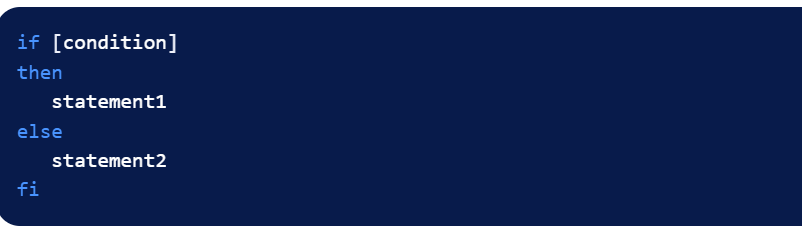 if [condition]
then
   statement1
else
   statement2
fi